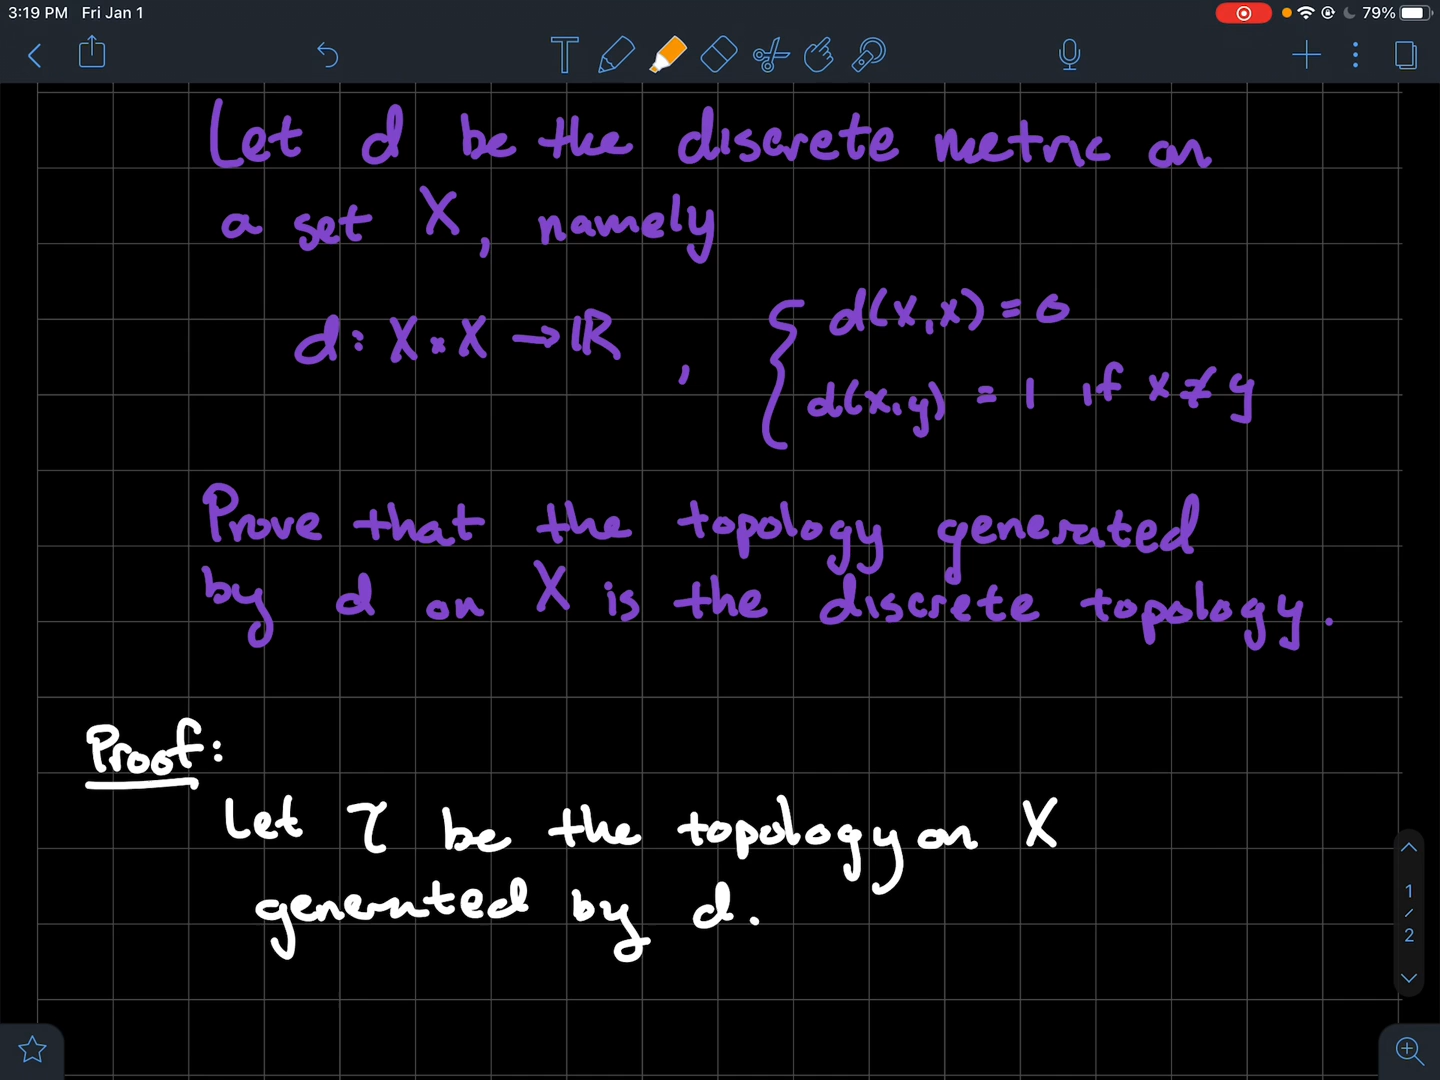 3:19 PM Fri Jan 1
79%
Let d be the discrete metric on
a set X, namely
d: X × X → ℝ, { d(x,x) = 0
d(x,y) = 1 if x ≠ y
Prove that the topology generated
by d on X is the discrete topology.
Proof:
Let τ be the topology on X
generated by d.
1
/
2